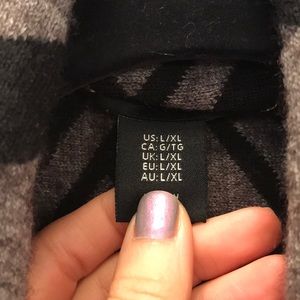 US: L/XL
CA: G/TG
UK: L/XL
EU: L/XL
AU: L/XL